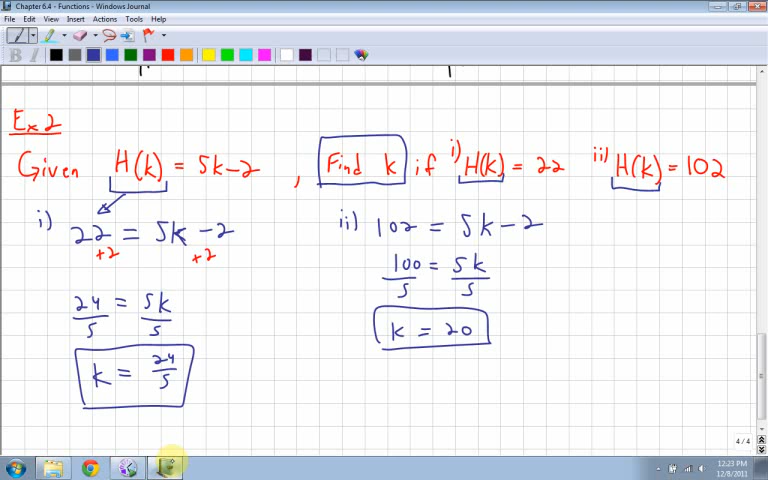 Chapter 6.4 - Functions - Windows Journal
File Edit View Insert Actions Tools Help
B I
Ex 2
Given H(k) = 5k-2 , Find k if i) H(k) = 22 ii) H(k) = 102
i) 22 = 5k - 2
+2 +2
24/5 = 5k/5
k = 24/5
ii) 102 = 5k - 2
100/5 = 5k/5
k = 20
4 / 4
12:23 PM
12/8/2011